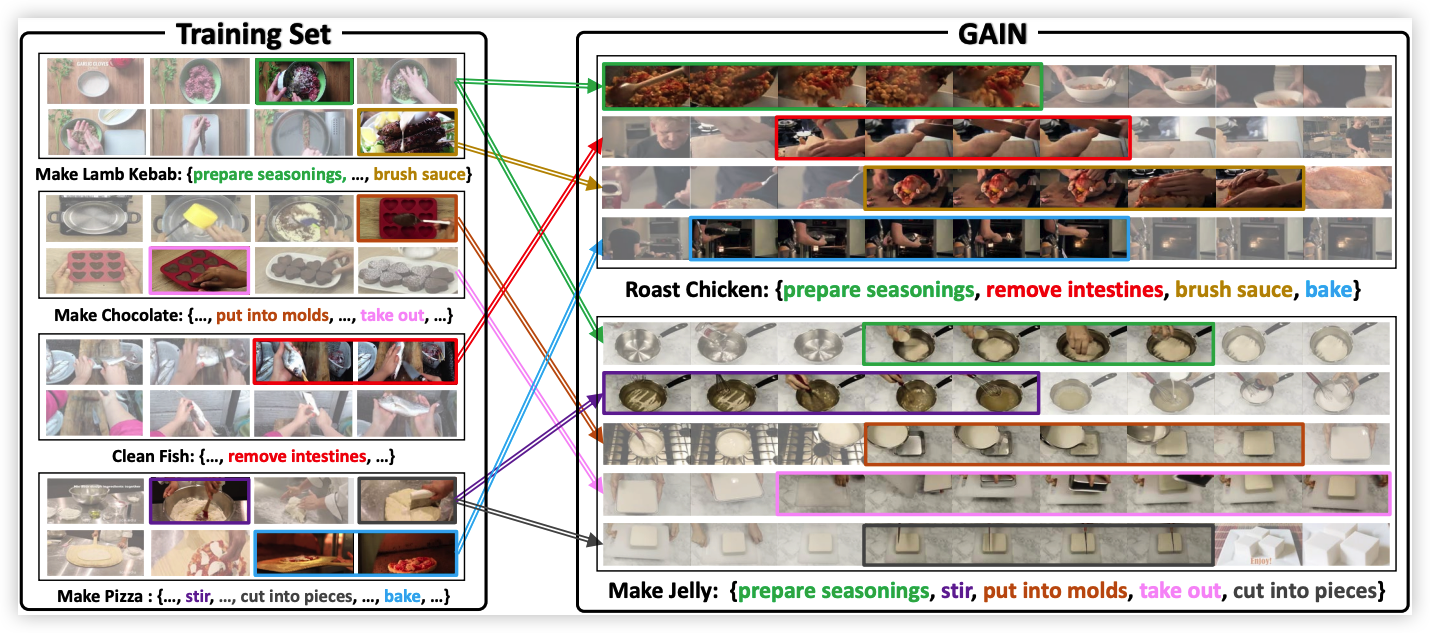 Training Set
Make Lamb Kebab: {prepare seasonings, ..., brush sauce}
Make Chocolate: {..., put into molds, ..., take out, ...}
Clean Fish: {..., remove intestines, ...}
Make Pizza : {..., stir, ..., cut into pieces, ..., bake, ...}
GAIN
Roast Chicken: {prepare seasonings, remove intestines, brush sauce, bake}
Enjoy!
Make Jelly: {prepare seasonings, stir, put into molds, take out, cut into pieces}